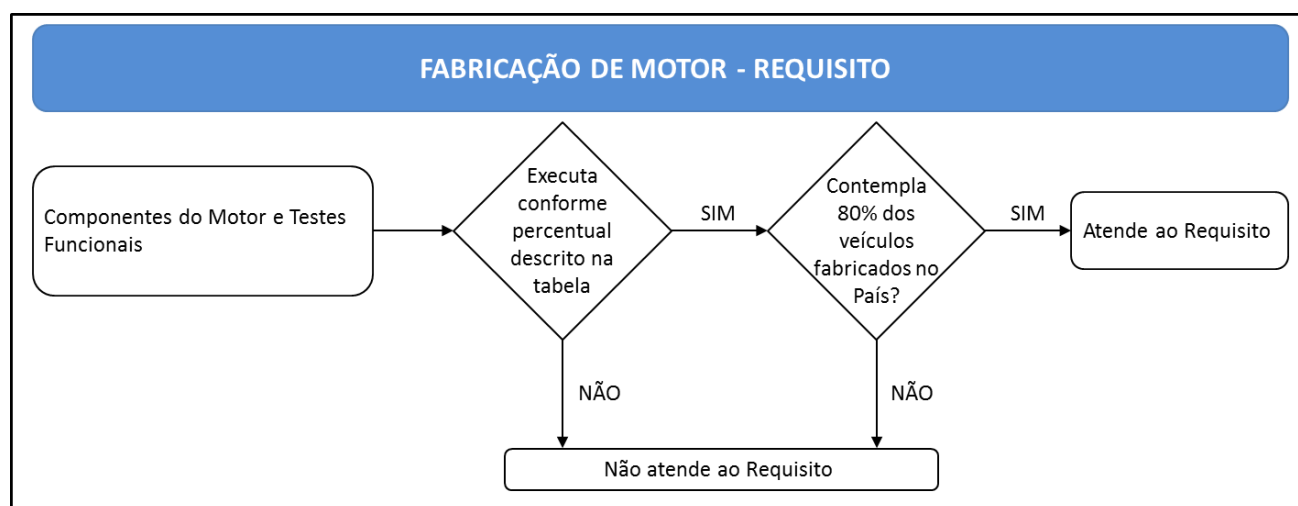 FABRICAÇÃO DE MOTOR - REQUISITO
Componentes do Motor e Testes
Funcionais
Executa
conforme
percentual
descrito na
tabela
SIM
Contempla
80% dos
veículos
fabricados no
País?
SIM
Atende ao Requisito
NÃO
NÃO
Não atende ao Requisito